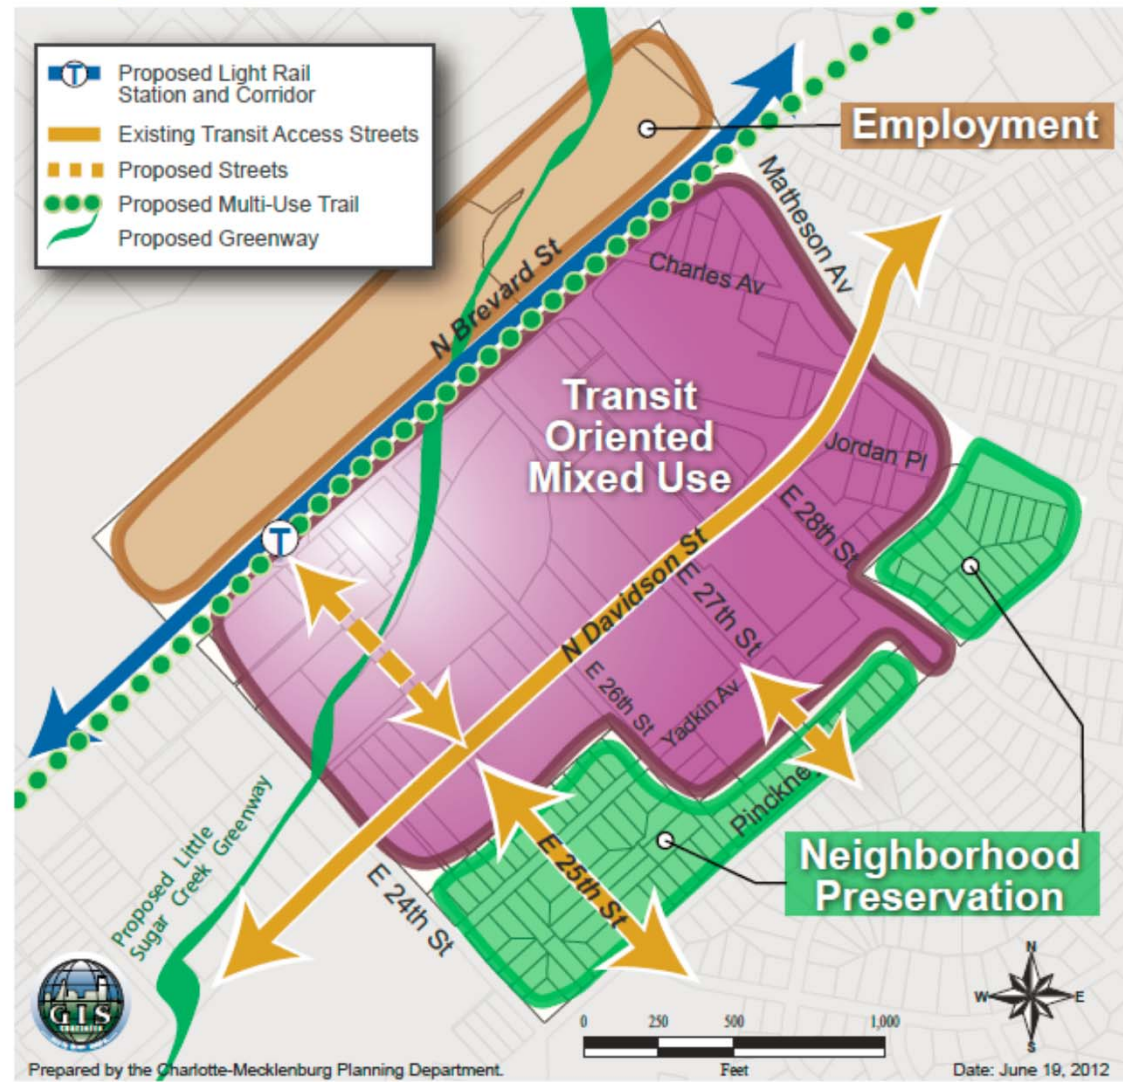 T
Proposed Light Rail
Station and Corridor
Existing Transit Access Streets
Proposed Streets
Proposed Multi-Use Trail
Proposed Greenway
Employment
Matheson Av
Charles Av
N Brevard St
Transit
Oriented
Mixed Use
Jordan Pl
E 28th St
T
N Davidson St
E 27th St
E 26th St
Yadkin Av
Pinckney
E 25th St
E 24th St
Proposed Little
Sugar Creek Greenway
Neighborhood
Preservation
N
W
E
S
GIS
0 250 500 1,000
Feet
Prepared by the Charlotte-Mecklenburg Planning Department.
Date: June 19, 2012